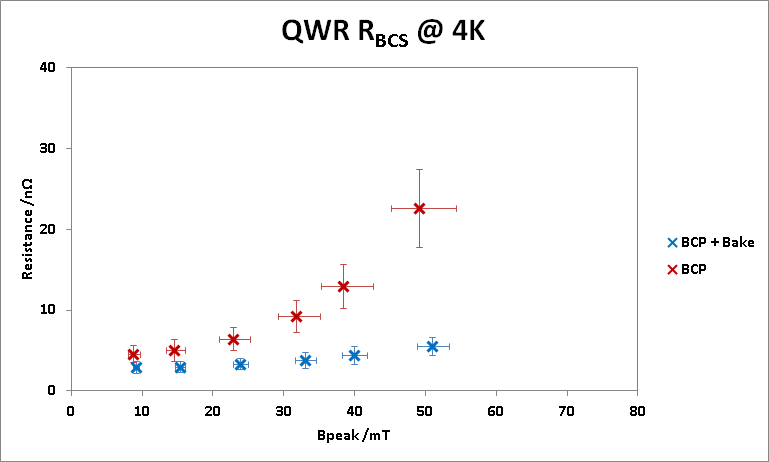 QWR RBCS @ 4K
40
30
20
10
0
Resistance /nΩ
0 10 20 30 40 50 60 70 80
Bpeak /mT
BCP + Bake
BCP